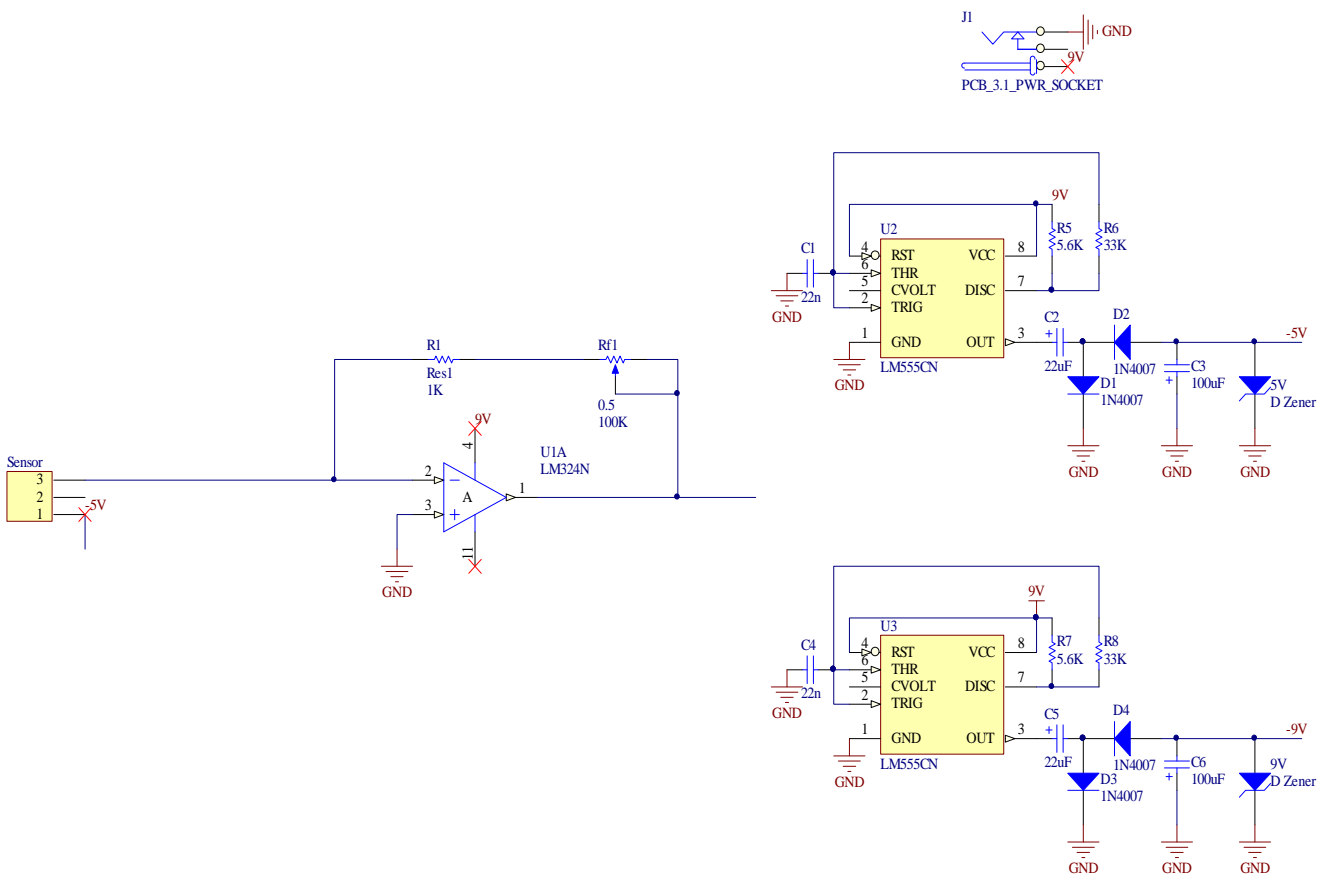 J1
GND
9V
PCB_3.1_PWR_SOCKET
9V
U2
R5
5.6K
R6
33K
C1
22n
GND
4
6
5
2
1
RST
THR
CVOLT
TRIG
GND
VCC
DISC
OUT
8
7
3
GND
LM555CN
C2
+
22uF
D2
1N4007
D1
1N4007
-5V
C3
100uF
+
5V
D Zener
GND
GND
GND
R1
Res1
1K
Rf1
0.5
100K
9V
4
U1A
LM324N
Sensor
3
2
1
-5V
2
3
A
1
11
GND
9V
U3
R7
5.6K
R8
33K
C4
22n
GND
4
6
5
2
1
RST
THR
CVOLT
TRIG
GND
VCC
DISC
OUT
8
7
3
GND
LM555CN
C5
+
22uF
D4
1N4007
D3
1N4007
-9V
C6
100uF
+
9V
D Zener
GND
GND
GND